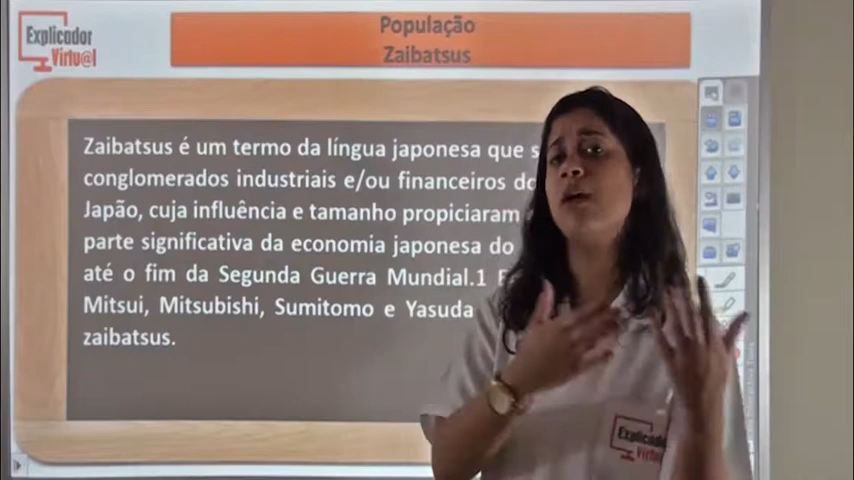 Explicador
Virtu@l
População
Zaibatsus
Zaibatsus é um termo da língua japonesa que
conglomerados industriais e/ou financeiros
Japão, cuja influência e tamanho propiciaram
parte significativa da economia japonesa do
até o fim da Segunda Guerra Mundial.1
Mitsui, Mitsubishi, Sumitomo e Yasuda
zaibatsus.
Explicador
Virtu